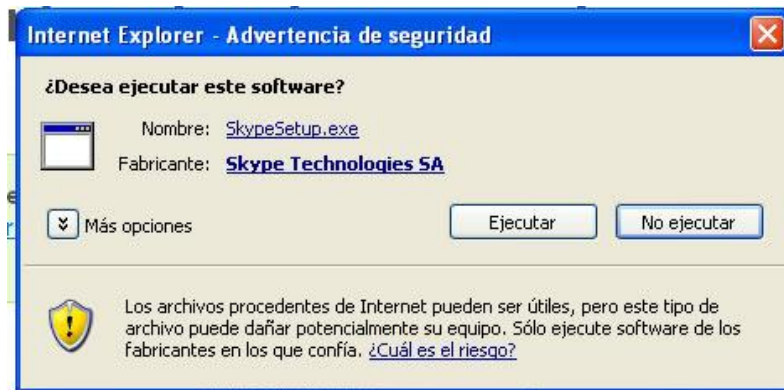 Internet Explorer - Advertencia de seguridad
¿Desea ejecutar este software?
Nombre: SkypeSetup.exe
Fabricante: Skype Technologies SA
Más opciones
Ejecutar
No ejecutar
Los archivos procedentes de Internet pueden ser útiles, pero este tipo de
archivo puede dañar potencialmente su equipo. Sólo ejecute software de los
fabricantes en los que confía. ¿Cuál es el riesgo?